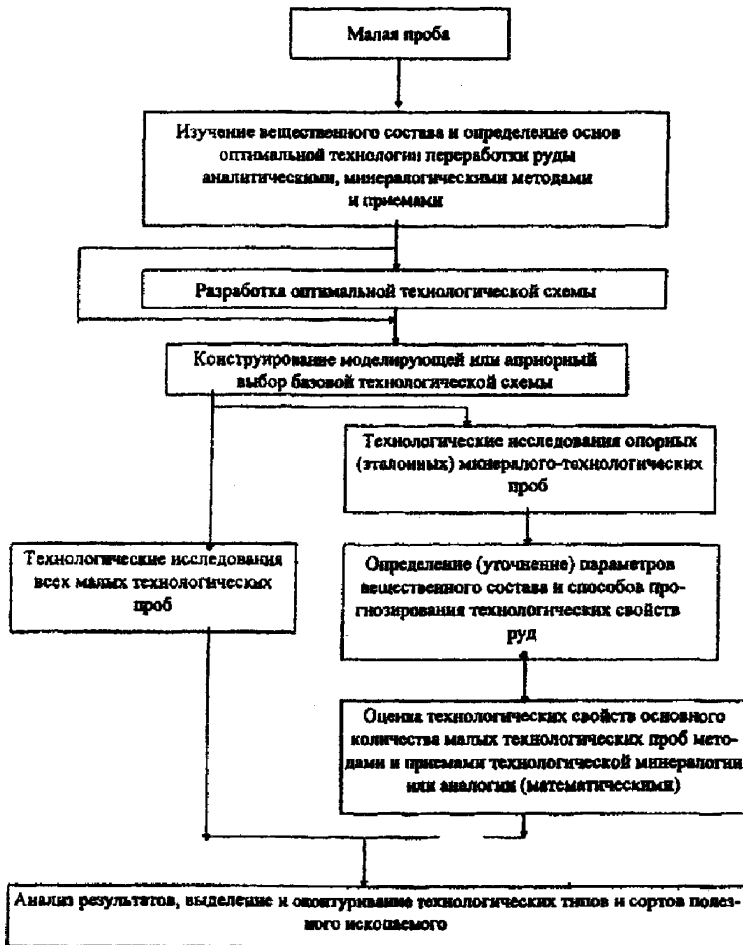 Малая проба
Изучение вещественного состава и определение основ
оптимальной технологии переработки руды
аналитическими, минералогическими методами
и приемами
Разработка оптимальной технологической схемы
Конструирование моделирующей или априорный
выбор базовой технологической схемы
Технологические исследования опорных
(эталонных) минералого-технологических
проб
Технологические исследования
всех малых технологических
проб
Определение (уточнение) параметров
вещественного состава и способов про-
гнозирования технологических свойств
руд
Оценка технологических свойств основного
количества малых технологических проб мето-
дами и приемами технологической минералогии
или аналогии (математическими)
Анализ результатов, выделение и оконтуривание технологических типов и сортов полез-
ного ископаемого